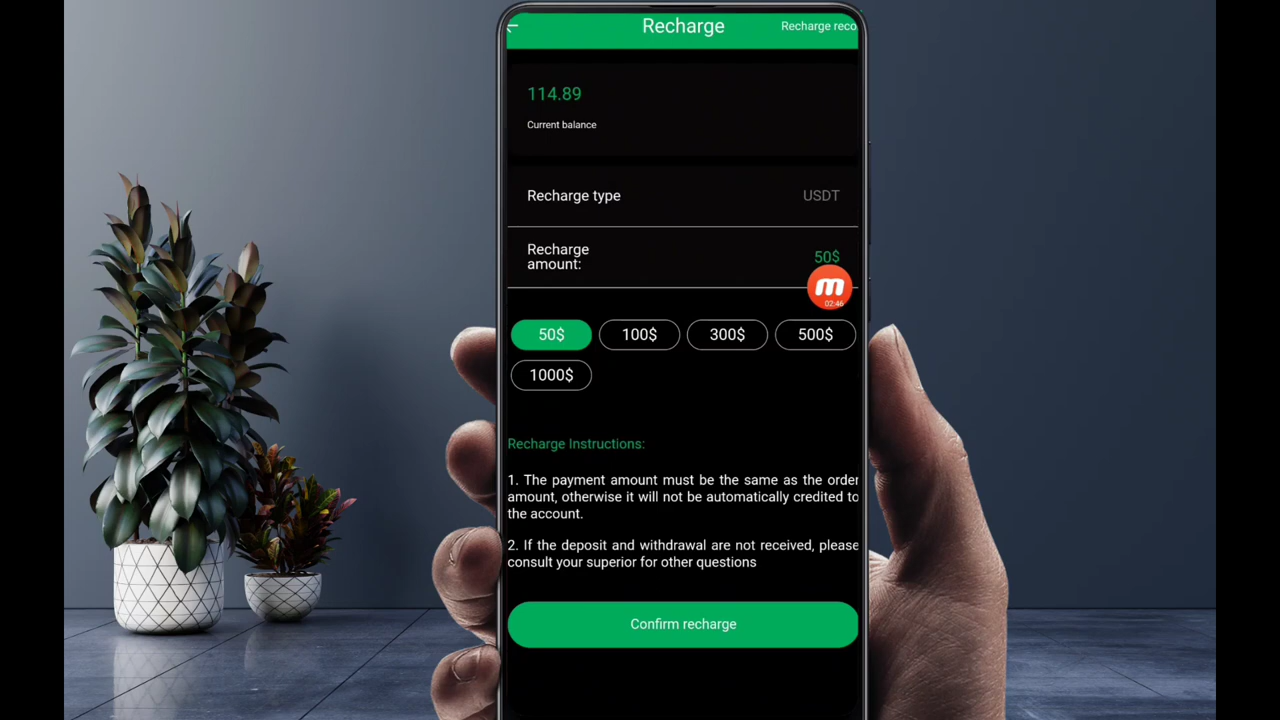 Recharge
Recharge reco
114.89
Current balance
Recharge type
USDT
Recharge
amount:
50$
m
02:46
50$
100$
300$
500$
1000$
Recharge Instructions:
1. The payment amount must be the same as the order
amount, otherwise it will not be automatically credited to
the account.
2. If the deposit and withdrawal are not received, please
consult your superior for other questions
Confirm recharge